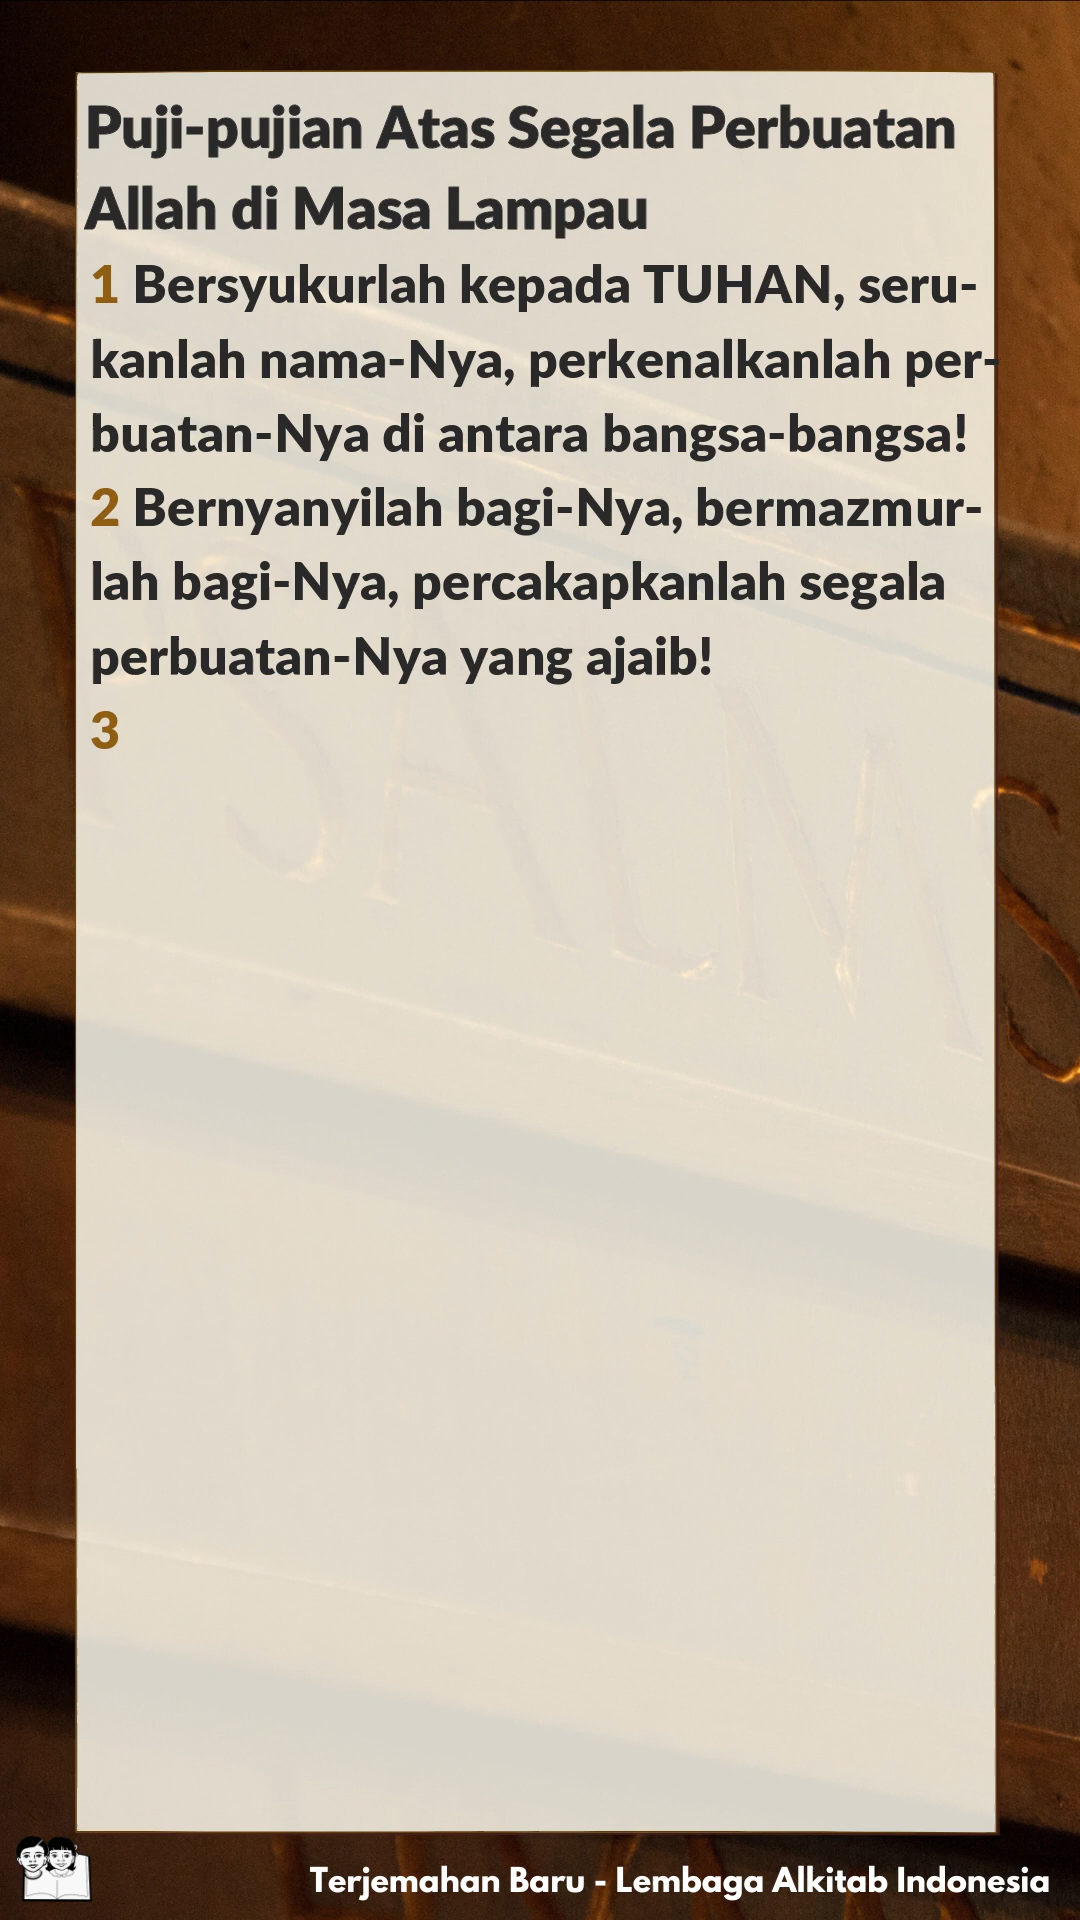 Puji-pujian Atas Segala Perbuatan
Allah di Masa Lampau
1 Bersyukurlah kepada TUHAN, seru-
kanlah nama-Nya, perkenalkanlah per-
buatan-Nya di antara bangsa-bangsa!
2 Bernyanyilah bagi-Nya, bermazmur-
lah bagi-Nya, percakapkanlah segala
perbuatan-Nya yang ajaib!
3
PSALMS
Terjemahan Baru - Lembaga Alkitab Indonesia